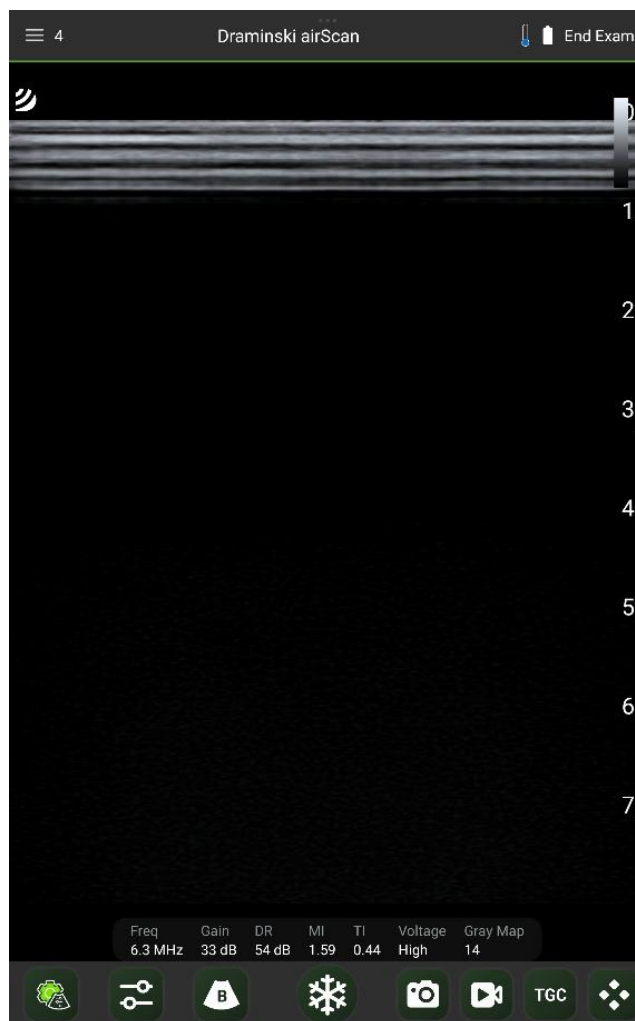 4 Draminski airScan End Exam
0
1
2
3
4
5
6
7
Freq Gain DR MI TI Voltage Gray Map
6.3 MHz 33 dB 54 dB 1.59 0.44 High 14
B TGC